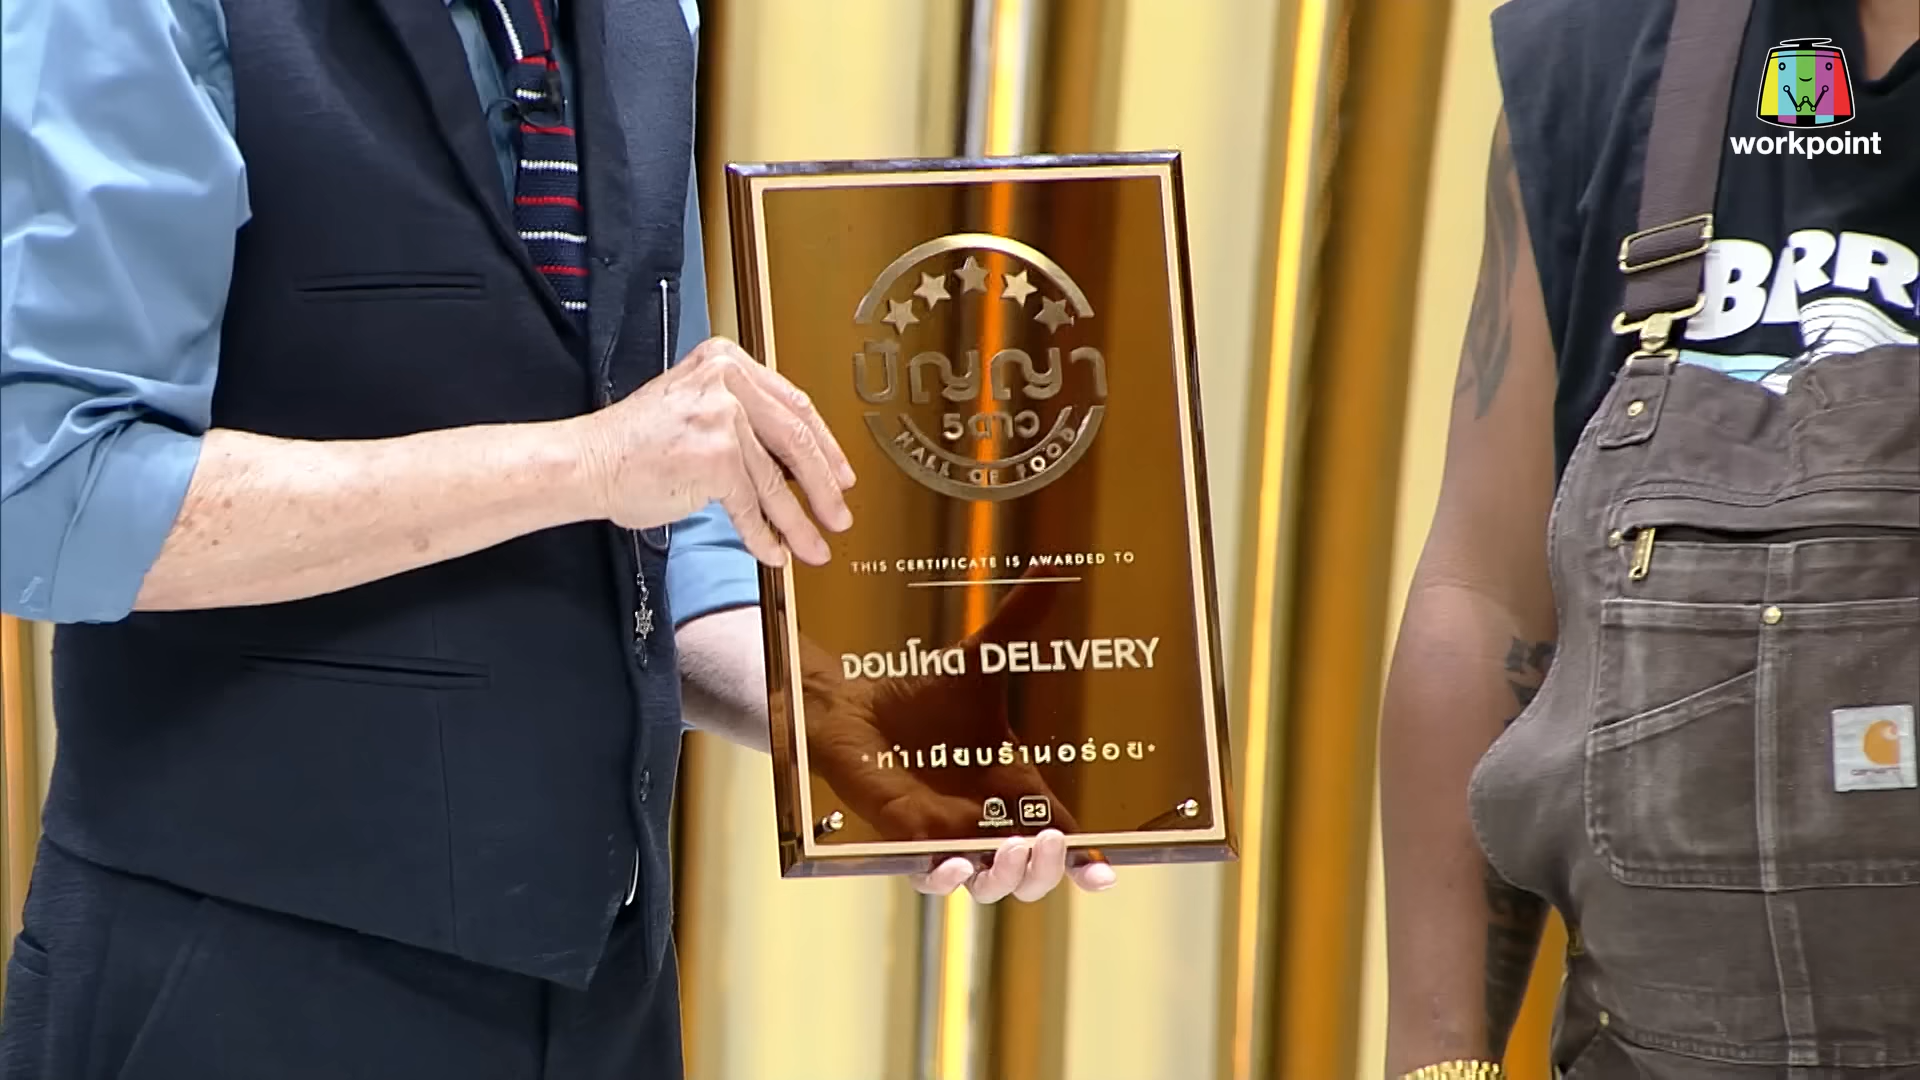 workpoint
BRR
ปัญญา
5ดาว
HALL OF FOOD
THIS CERTIFICATE IS AWARDED TO
จอมโหด DELIVERY
•ทำเนียบร้านอร่อย•
workpoint 23
carhartt